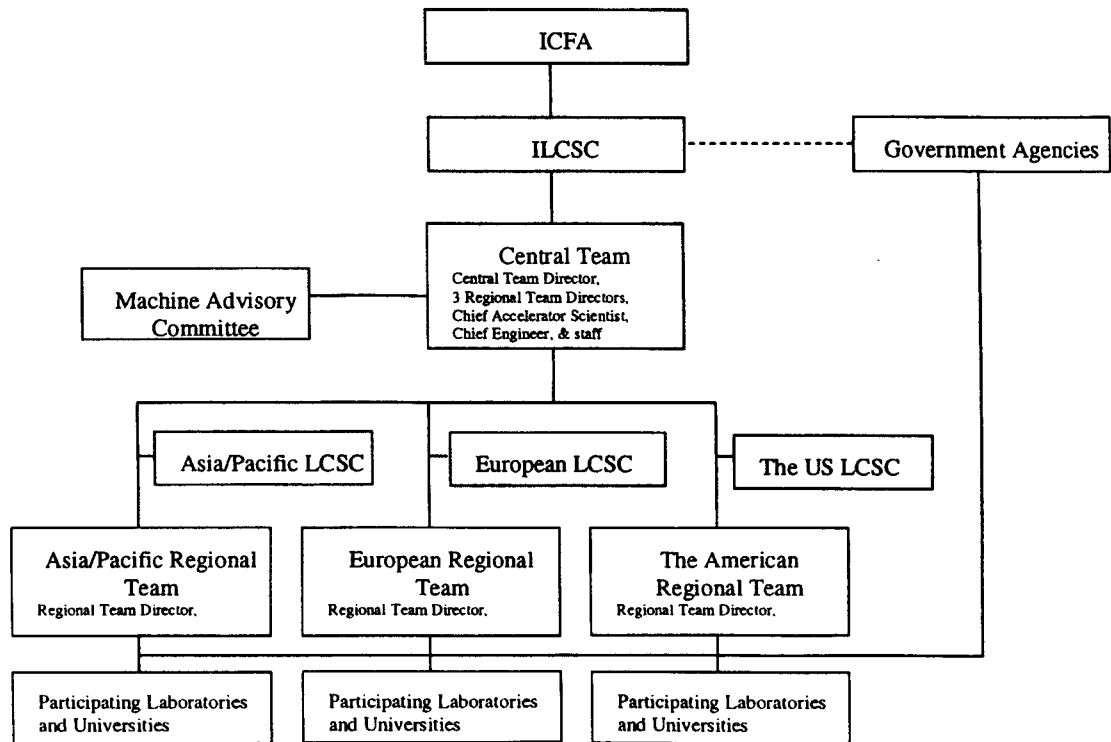 ICFA
ILCSC
Government Agencies
Central Team
Central Team Director,
3 Regional Team Directors,
Chief Accelerator Scientist,
Chief Engineer, & staff
Machine Advisory
Committee
Asia/Pacific LCSC
European LCSC
The US LCSC
Asia/Pacific Regional
Team
Regional Team Director,
European Regional
Team
Regional Team Director,
The American
Regional Team
Regional Team Director,
Participating Laboratories
and Universities
Participating Laboratories
and Universities
Participating Laboratories
and Universities